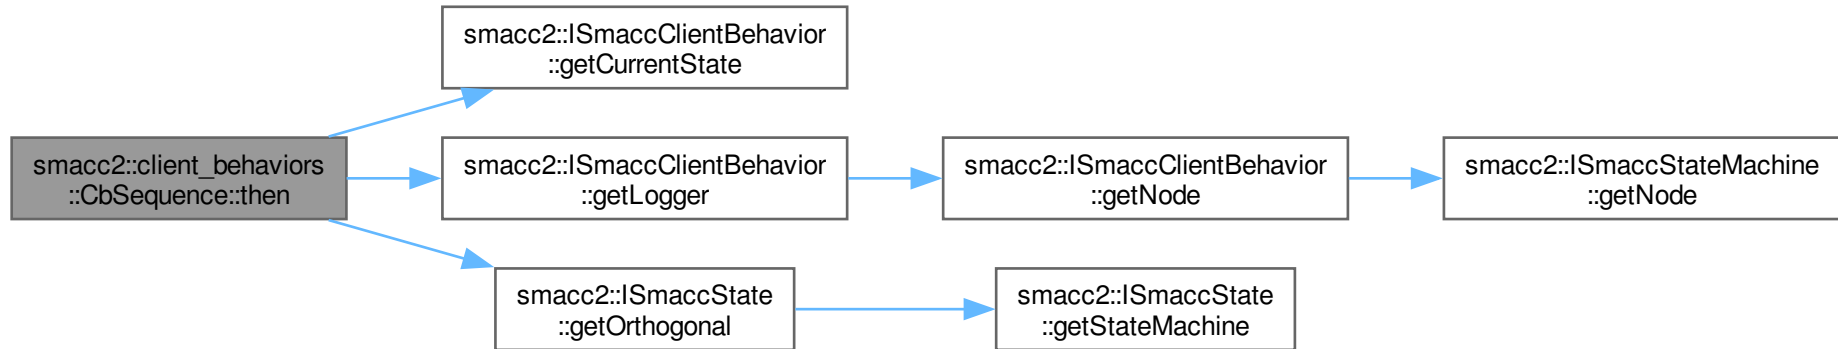 smacc2::ISmaccClientBehavior
::getCurrentState
smacc2::client_behaviors
::CbSequence::then
smacc2::ISmaccClientBehavior
::getLogger
smacc2::ISmaccClientBehavior
::getNode
smacc2::ISmaccStateMachine
::getNode
smacc2::ISmaccState
::getOrthogonal
smacc2::ISmaccState
::getStateMachine